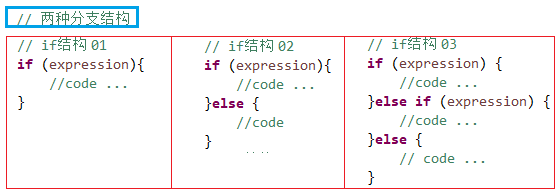 // 两种分支结构
// if结构 01
if (expression){
//code ...
}
// if结构 02
if (expression){
//code ...
}else {
//code
}
.. ..
// if结构 03
if (expression) {
//code ...
}else if (expression) {
//code ...
}else {
// code ...
}